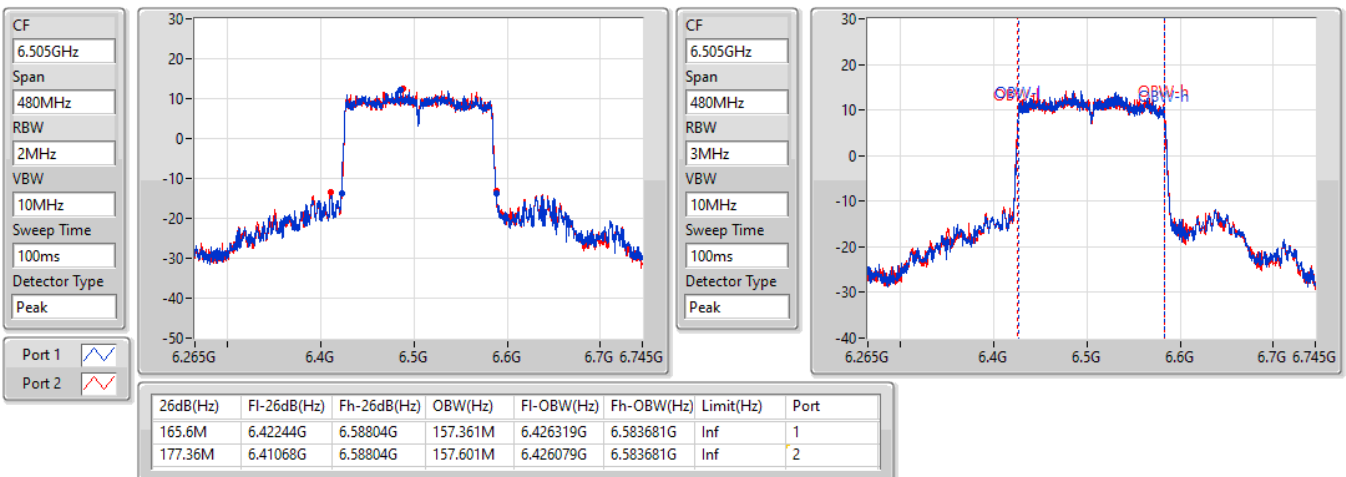 CF
6.505GHz
Span
480MHz
RBW
2MHz
VBW
10MHz
Sweep Time
100ms
Detector Type
Peak
Port 1
Port 2
30
20
10
0
-10
-20
-30
-40
-50
6.265G 6.4G 6.5G 6.6G 6.7G 6.745G
CF
6.505GHz
Span
480MHz
RBW
3MHz
VBW
10MHz
Sweep Time
100ms
Detector Type
Peak
30
20
10
0
-10
-20
-30
-40
OBW-l OBW-h
OBW-l OBW-h
6.265G 6.4G 6.5G 6.6G 6.7G 6.745G
26dB(Hz) Fl-26dB(Hz) Fh-26dB(Hz) OBW(Hz) Fl-OBW(Hz) Fh-OBW(Hz) Limit(Hz) Port
165.6M 6.42244G 6.58804G 157.361M 6.426319G 6.583681G Inf 1
177.36M 6.41068G 6.58804G 157.601M 6.426079G 6.583681G Inf 2